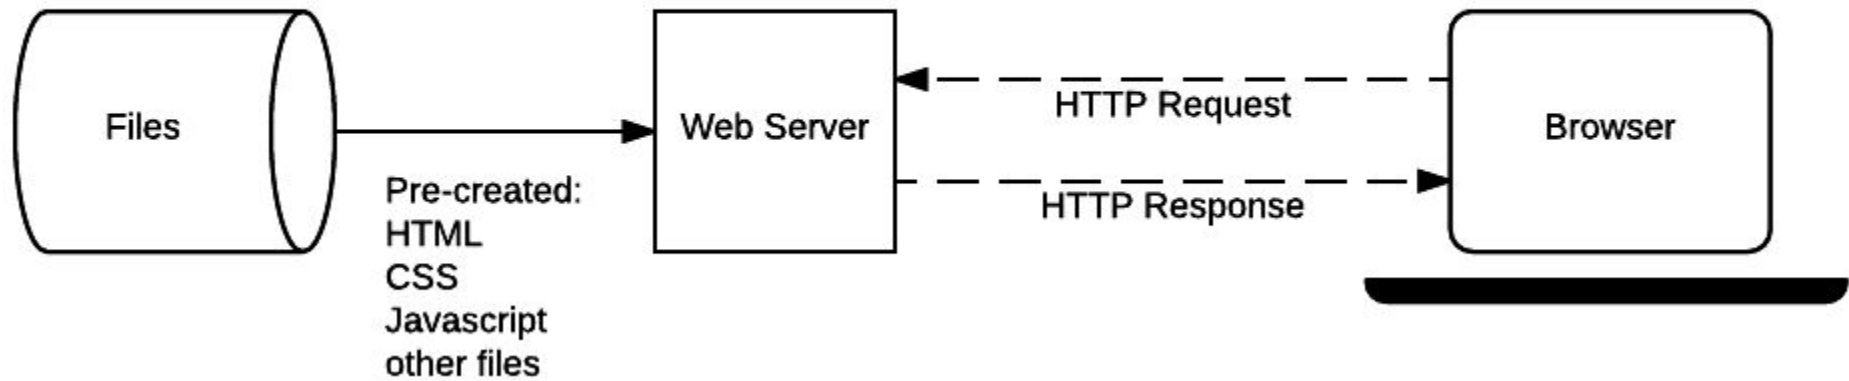 Files
Pre-created:
HTML
CSS
Javascript
other files
Web Server
HTTP Request
HTTP Response
Browser